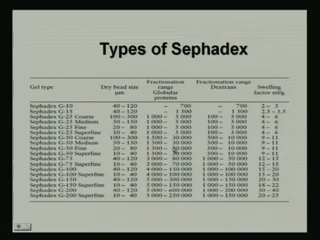 Types of Sephadex
Fractionation
range
Globular
proteins
Fractionation range
Dextrans
Gel type
Dry bead size
µm
Swelling
factor ml/g
Sephadex G-10 40 – 120 – 700 – 700 2 – 3
Sephadex G-15 40 – 120 – 1 500 – 1 500 2.5 – 3.5
Sephadex G-25 Coarse 100 – 300 1 000 – 5 000 100 – 5 000 4 – 6
Sephadex G-25 Medium 50 – 150 1 000 – 5 000 100 – 5 000 4 – 6
Sephadex G-25 Fine 20 – 80 1 000 – 5 000 100 – 5 000 4 – 6
Sephadex G-25 Superfine 10 – 40 1 000 – 5 000 100 – 5 000 4 – 6
Sephadex G-50 Coarse 100 – 300 1 500 – 30 000 500 – 10 000 9 – 11
Sephadex G-50 Medium 50 – 150 1 500 – 30 000 500 – 10 000 9 – 11
Sephadex G-50 Fine 20 – 80 1 500 – 30 000 500 – 10 000 9 – 11
Sephadex G-50 Superfine 10 – 40 1 500 – 30 000 500 – 10 000 9 – 11
Sephadex G-75 40 – 120 3 000 – 80 000 1 000 – 50 000 12 – 15
Sephadex G-75 Superfine 10 – 40 3 000 – 70 000 1 000 – 50 000 12 – 15
Sephadex G-100 40 – 120 4 000 – 150 000 1 000 – 100 000 15 – 20
Sephadex G-100 Superfine 10 – 40 4 000 – 100 000 1 000 – 100 000 15 – 20
Sephadex G-150 40 – 120 5 000 – 300 000 1 000 – 150 000 20 – 30
Sephadex G-150 Superfine 10 – 40 5 000 – 150 000 1 000 – 150 000 18 – 22
Sephadex G-200 40 – 120 5 000 – 600 000 1 000 – 200 000 30 – 40
Sephadex G-200 Superfine 10 – 40 5 000 – 250 000 1 000 – 200 000 20 – 25